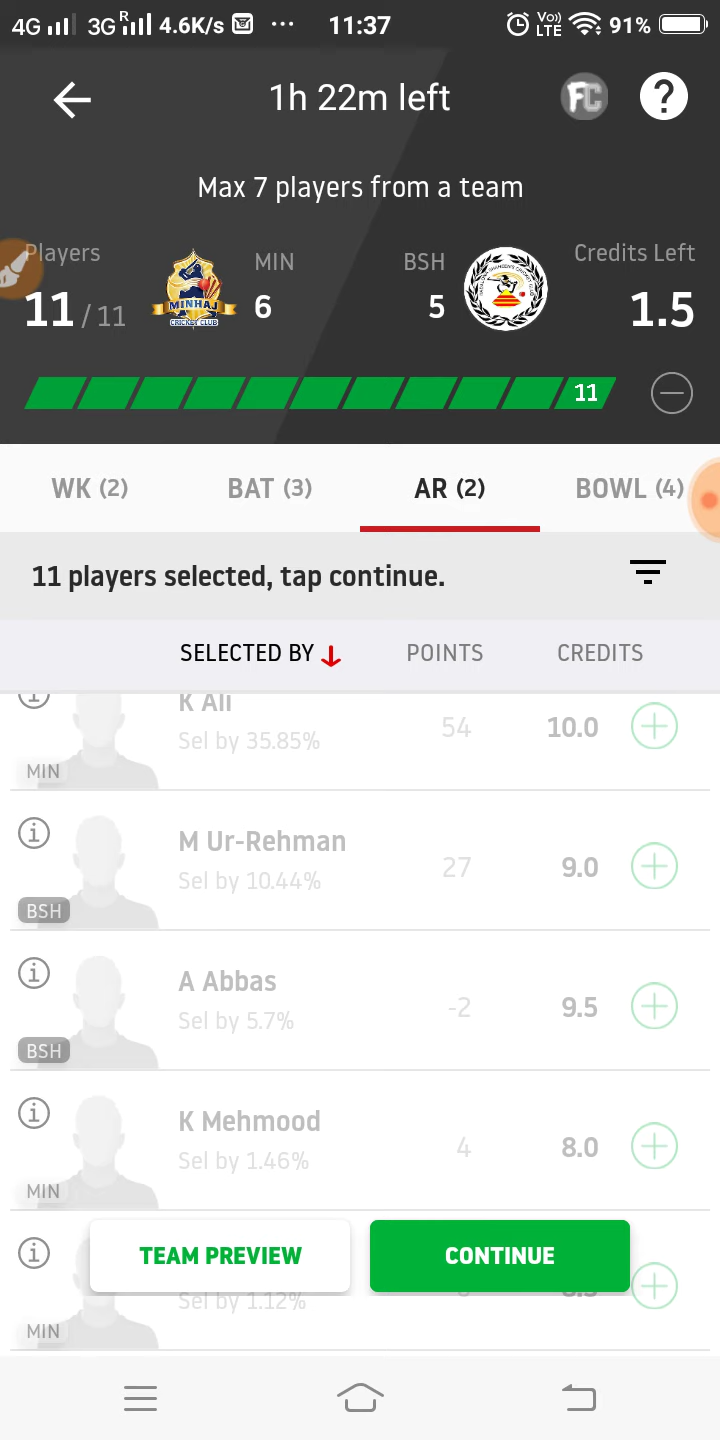 4G 3G R 4.6K/s ... 11:37 Vo) LTE 91%
1h 22m left FC ?
Max 7 players from a team
Players MIN BSH Credits Left
11 / 11 6 5 1.5
MINHAJ
CRICKET CLUB
11
WK (2) BAT (3) AR (2) BOWL (4)
11 players selected, tap continue.
SELECTED BY POINTS CREDITS
K Ali
Sel by 35.85% 54 10.0
MIN
M Ur-Rehman
Sel by 10.44% 27 9.0
BSH
A Abbas
Sel by 5.7% -2 9.5
BSH
K Mehmood
Sel by 1.46% 4 8.0
MIN
TEAM PREVIEW CONTINUE
Sel by 1.12%
MIN